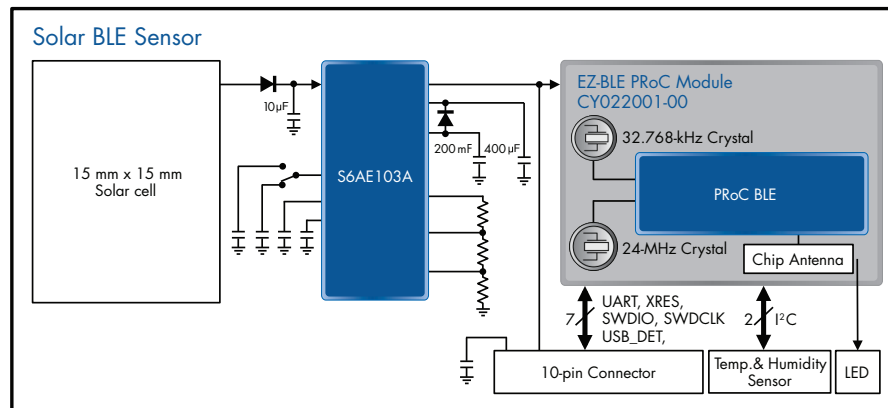 Solar BLE Sensor
15 mm x 15 mm
Solar cell
10µF
S6AE103A
200 mF
400 µF
EZ-BLE PRoC Module
CY022001-00
32.768-kHz Crystal
PRoC BLE
24-MHz Crystal
Chip Antenna
7
UART, XRES,
SWDIO, SWDCLK
USB_DET,
2
I²C
10-pin Connector
Temp.& Humidity
Sensor
LED